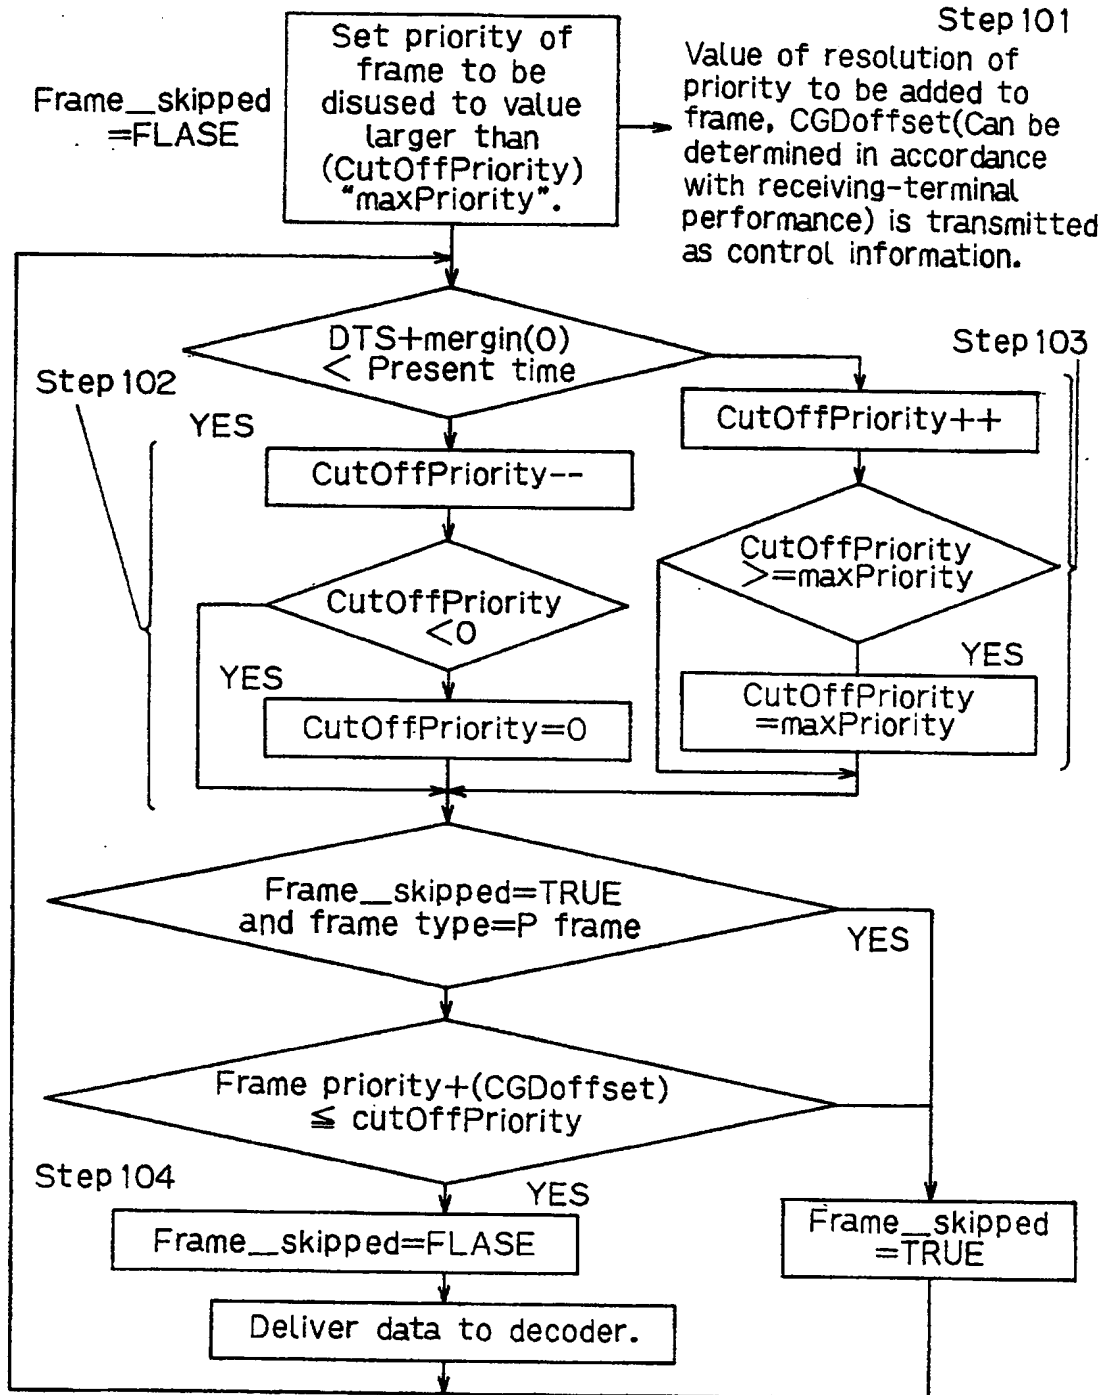 Step 101
Set priority of
frame to be
disused to value
larger than
(CutOffPriority)
"maxPriority".
Frame__skipped
=FLASE
Value of resolution of
priority to be added to
frame, CGDoffset(Can be
determined in accordance
with receiving-terminal
performance) is transmitted
as control information.
DTS+mergin(0)
< Present time
Step 103
Step 102
YES
CutOffPriority++
CutOffPriority--
CutOffPriority
>=maxPriority
CutOffPriority
<0
YES
YES
CutOffPriority=0
CutOffPriority
=maxPriority
Frame__skipped=TRUE
and frame type=P frame
YES
Frame priority+(CGDoffset)
≦ cutOffPriority
Step 104
YES
Frame__skipped=FLASE
Frame__skipped
=TRUE
Deliver data to decoder.